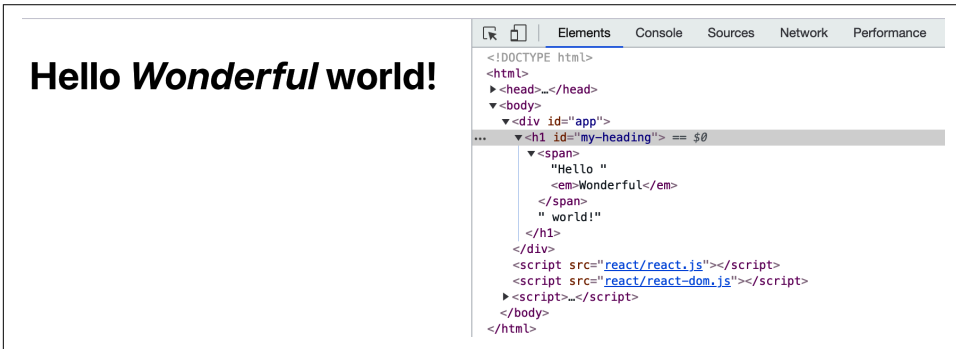 Hello Wonderful world!
Elements Console Sources Network Performance
<!DOCTYPE html>
<html>
▶<head>…</head>
▼<body>
▼<div id="app">
… ▼<h1 id="my-heading"> == $0
▼<span>
"Hello "
<em>Wonderful</em>
</span>
" world!"
</h1>
</div>
<script src="react/react.js"></script>
<script src="react/react-dom.js"></script>
▶<script>…</script>
</body>
</html>